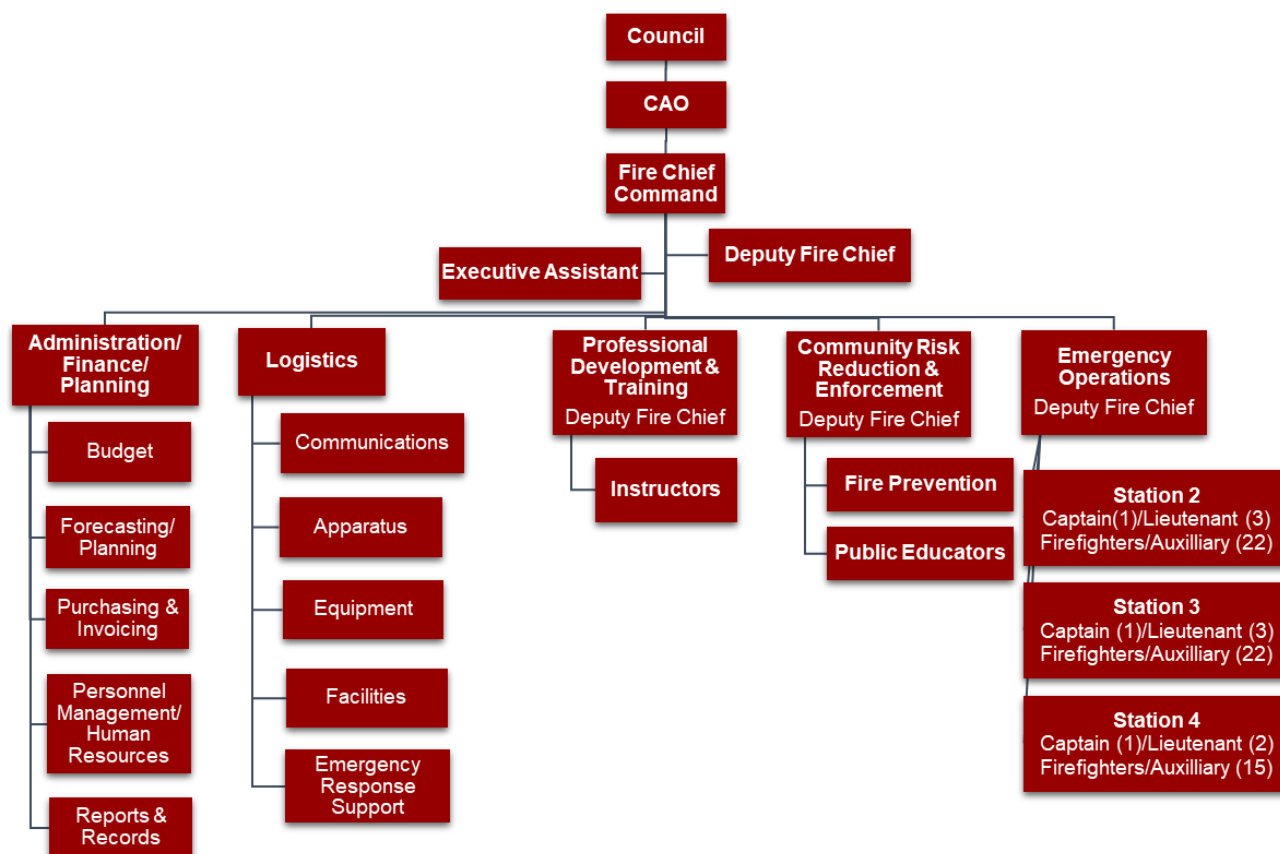 Council
CAO
Fire Chief
Command
Executive Assistant
Deputy Fire Chief
Administration/
Finance/
Planning
Budget
Forecasting/
Planning
Purchasing &
Invoicing
Personnel
Management/
Human
Resources
Reports &
Records
Logistics
Communications
Apparatus
Equipment
Facilities
Emergency
Response
Support
Professional
Development &
Training
Deputy Fire Chief
Instructors
Community Risk
Reduction &
Enforcement
Deputy Fire Chief
Fire Prevention
Public Educators
Emergency
Operations
Deputy Fire Chief
Station 2
Captain(1)/Lieutenant (3)
Firefighters/Auxilliary (22)
Station 3
Captain (1)/Lieutenant (3)
Firefighters/Auxilliary (22)
Station 4
Captain (1)/Lieutenant (2)
Firefighters/Auxilliary (15)